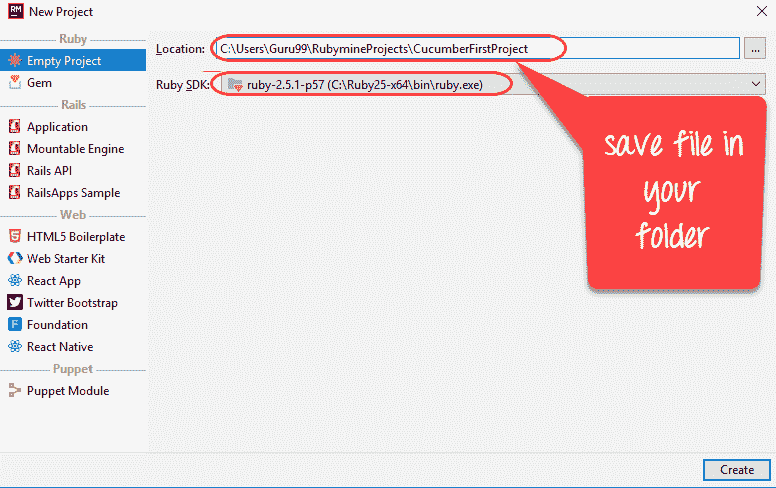 RM New Project
Ruby
Location: C:\Users\Guru99\RubymineProjects\CucumberFirstProject ...
Empty Project
Gem
Ruby SDK: ruby-2.5.1-p57 (C:\Ruby25-x64\bin\ruby.exe)
Rails
Application
Mountable Engine
Rails API
RailsApps Sample
Web
HTML5 Boilerplate
Web Starter Kit
React App
Twitter Bootstrap
F Foundation
React Native
Puppet
Puppet Module
save file in
your
folder
Create